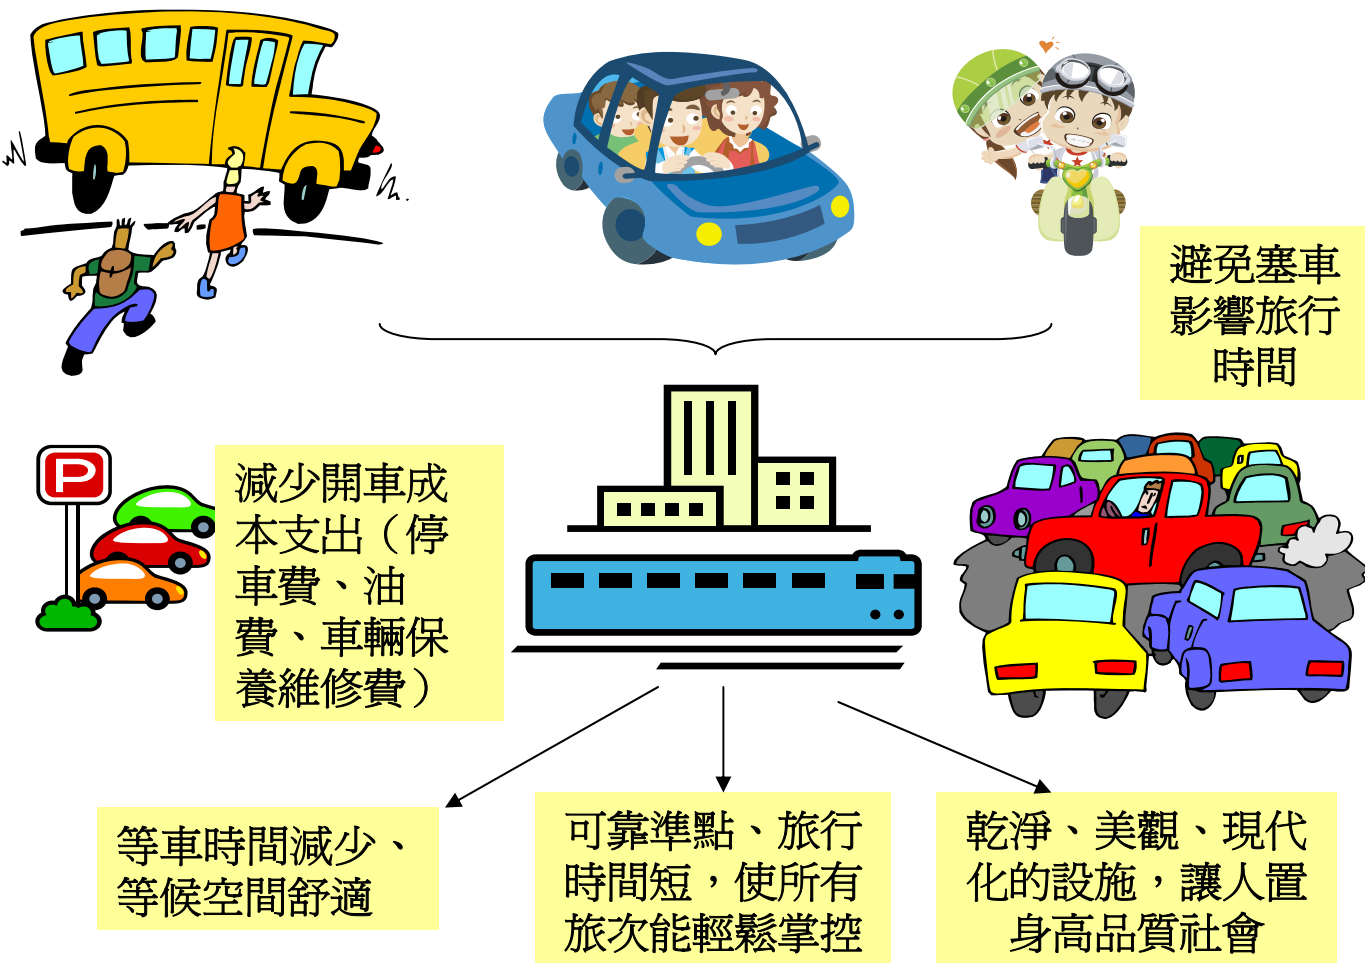 避免塞車
影響旅行
時間
P
減少開車成
本支出（停
車費、油
費、車輛保
養維修費）
等車時間減少、
等候空間舒適
可靠準點、旅行
時間短，使所有
旅次能輕鬆掌控
乾淨、美觀、現代
化的設施，讓人置
身高品質社會